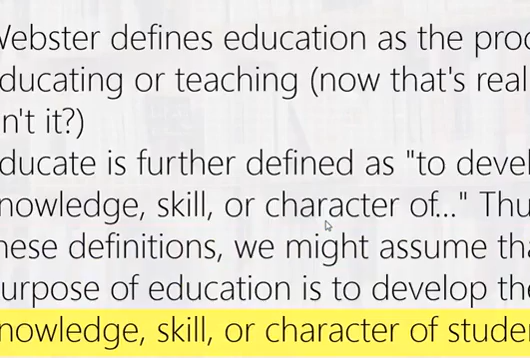 Webster defines education as the proc
ducating or teaching (now that's real
n't it?)
ducate is further defined as "to devel
nowledge, skill, or character of..." Thu
hese definitions, we might assume tha
urpose of education is to develop the
nowledge, skill, or character of stude